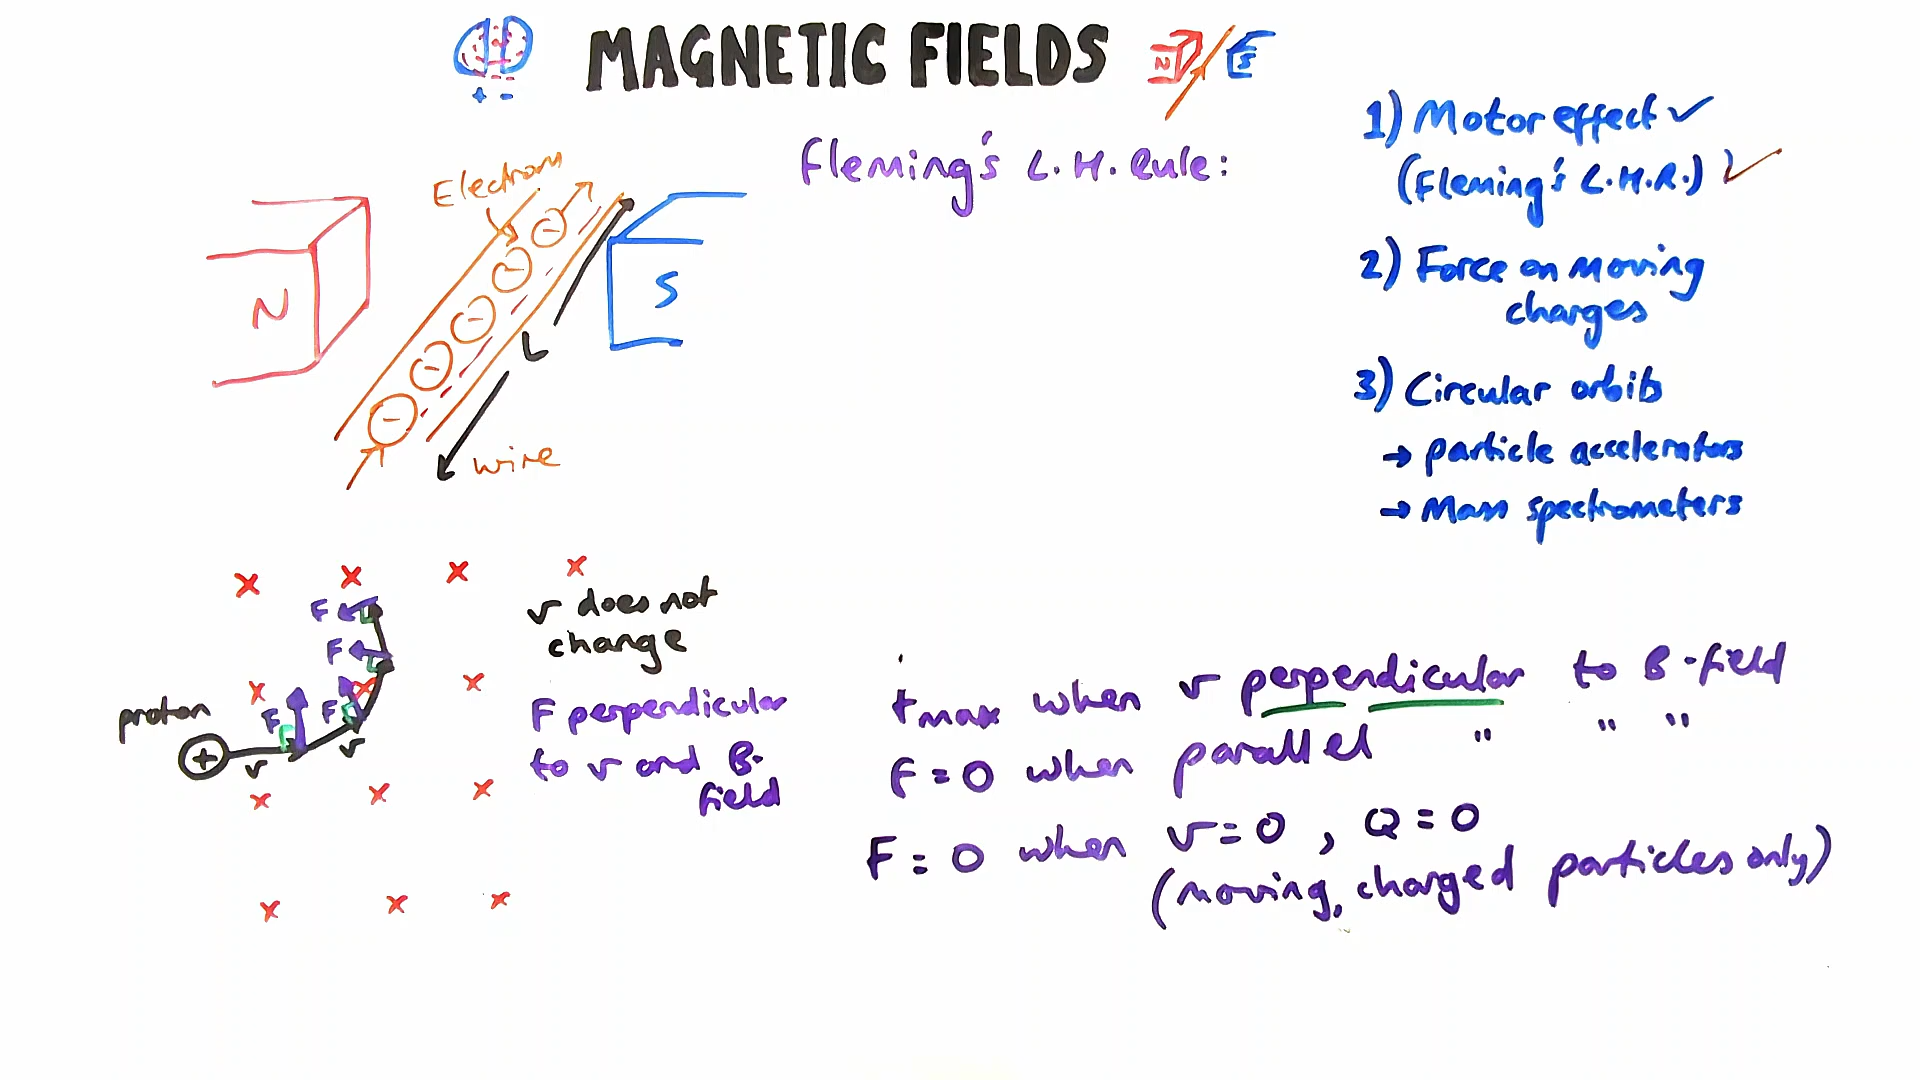 MAGNETIC FIELDS
N S
+ -
Fleming's L.H. Rule:
1) Motor effect ✓
(Fleming's L.H.R.) ✓
2) Force on moving
charges
3) Circular orbits
→ particle accelerators
→ Mass spectrometers
Electrons
N
S
L
wire
v does not
change
F perpendicular
to v and B-
field
proton
+
v
v
F
F
F
F
Fmax when v perpendicular to B-field
F = 0 when parallel " " "
F = 0 when v = 0 , Q = 0
(moving, charged particles only)